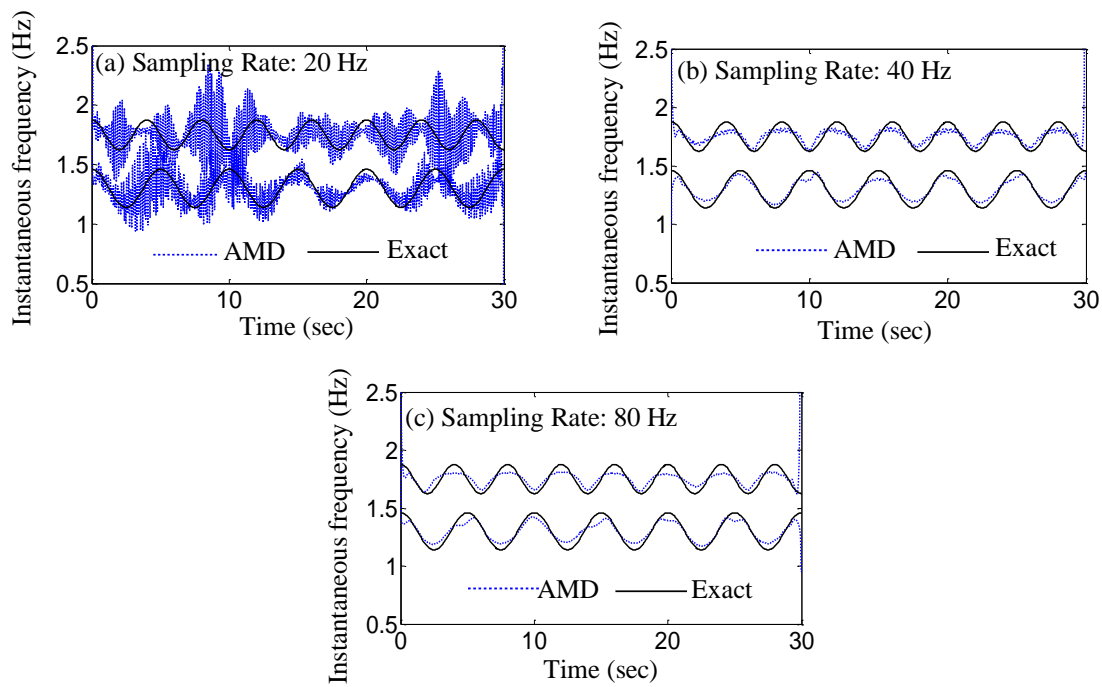 (a) Sampling Rate: 20 Hz
Instantaneous frequency (Hz)
2.5
2
1.5
1
0.5
AMD
Exact
0
10
20
30
Time (sec)
(b) Sampling Rate: 40 Hz
Instantaneous frequency (Hz)
2.5
2
1.5
1
0.5
AMD
Exact
0
10
20
30
Time (sec)
(c) Sampling Rate: 80 Hz
Instantaneous frequency (Hz)
2.5
2
1.5
1
0.5
AMD
Exact
0
10
20
30
Time (sec)